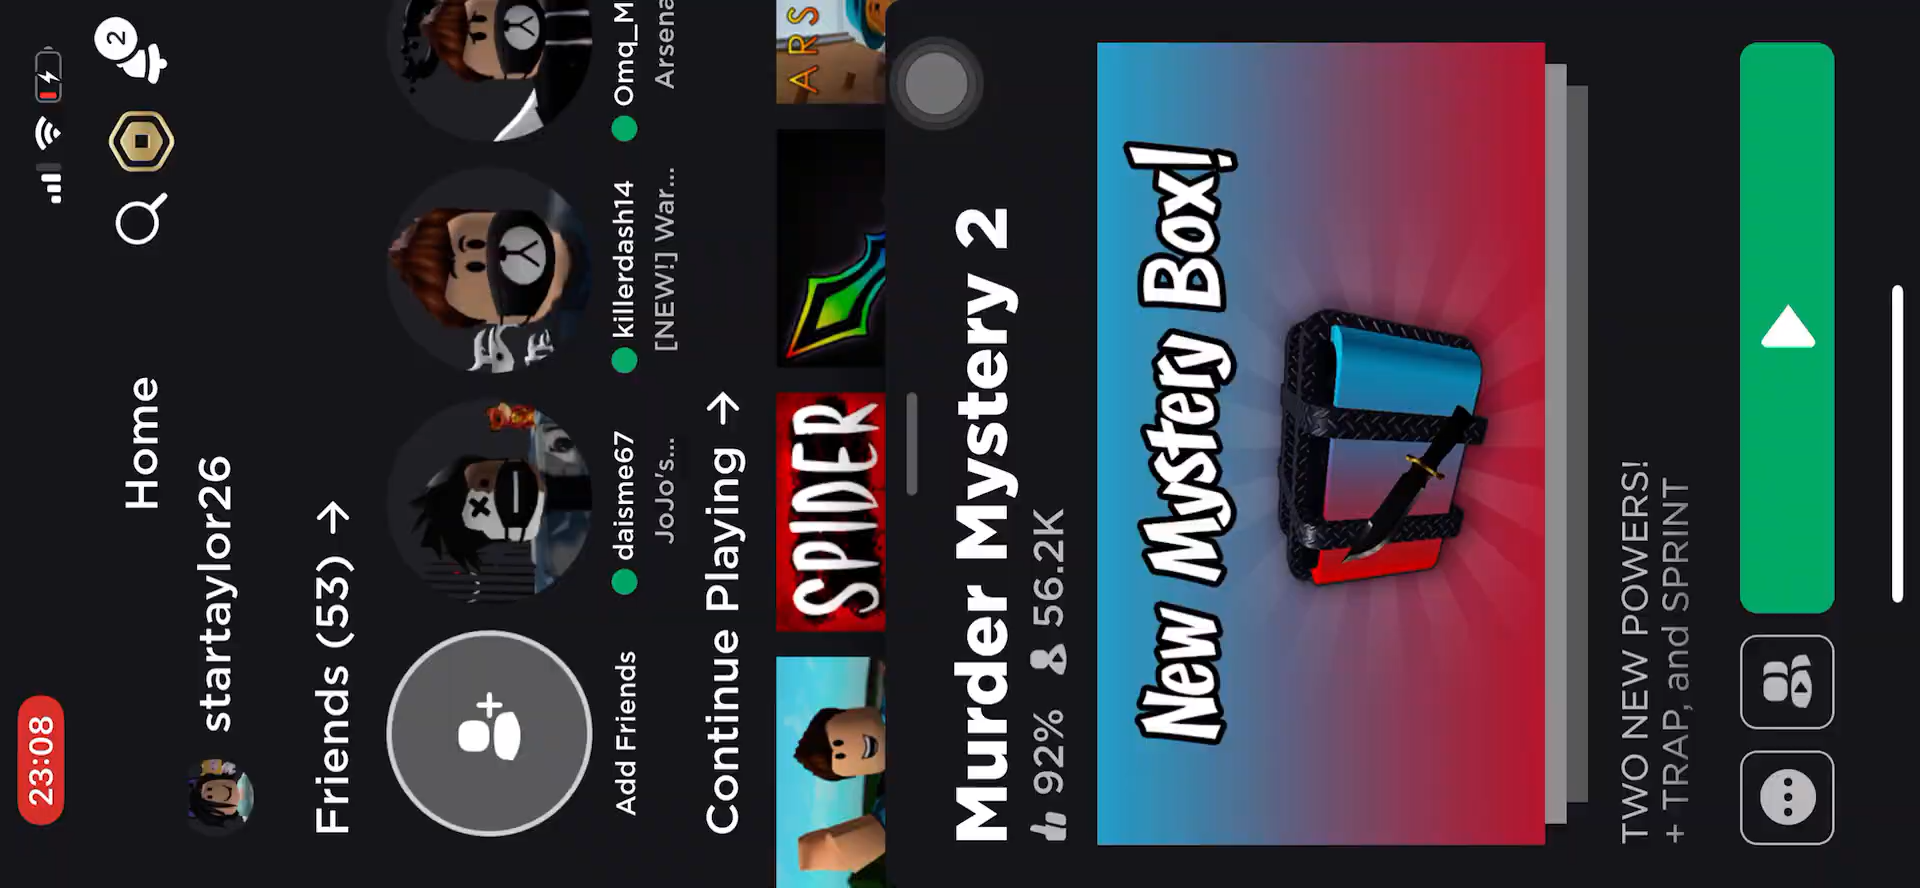 23:08
Home
2
startaylor26
Friends (53) →
Add Friends
daisme67
JoJo's...
killerdash14
[NEW!] War...
Omq_M
Arsena
Continue Playing →
SPIDER
ARS
Murder Mystery 2
92% 56.2K
New Mystery Box!
TWO NEW POWERS!
+ TRAP, and SPRINT